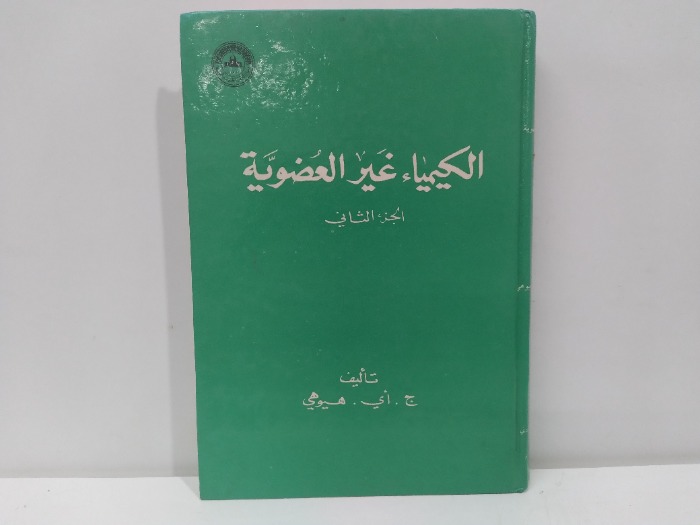 الكيمياء غير العضوية
الجزء الثاني
تأليف
ج . أي . هيوهي